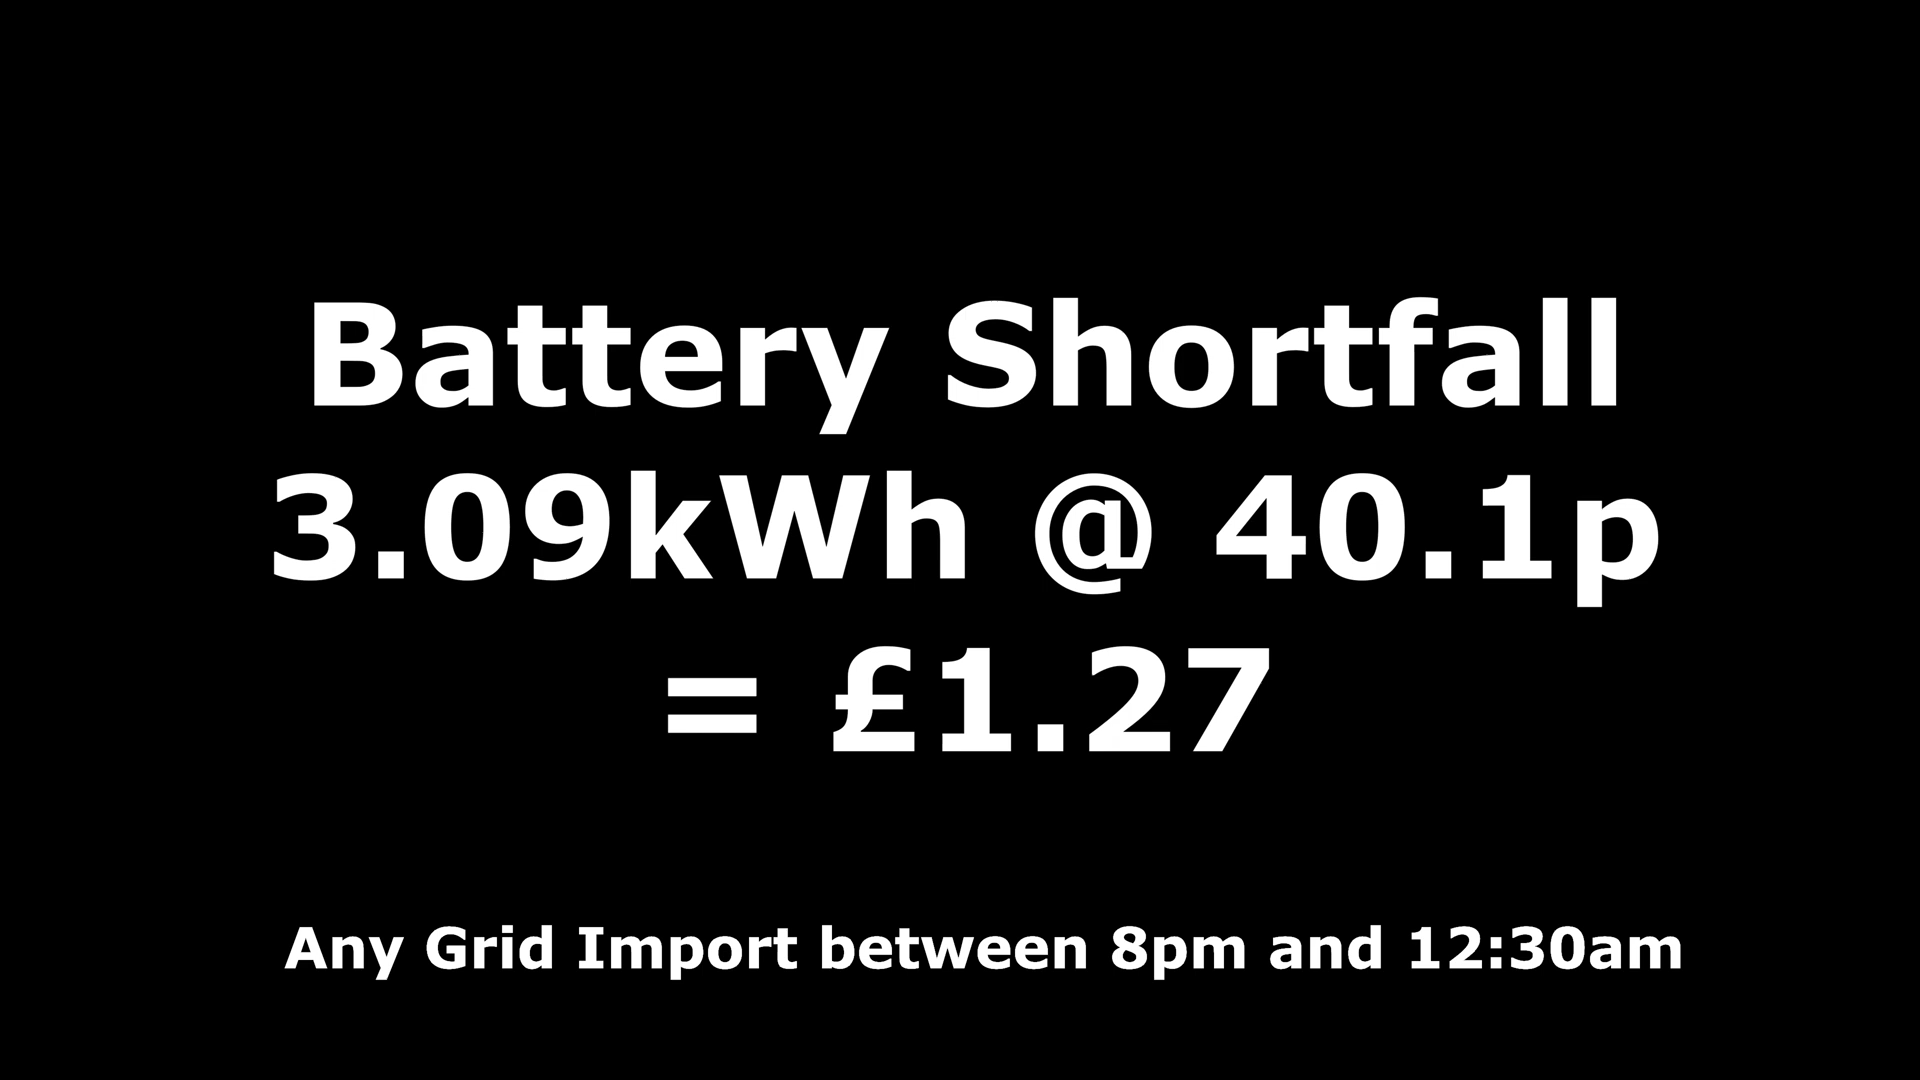 Battery Shortfall
3.09kWh @ 40.1p
= £1.27
Any Grid Import between 8pm and 12:30am